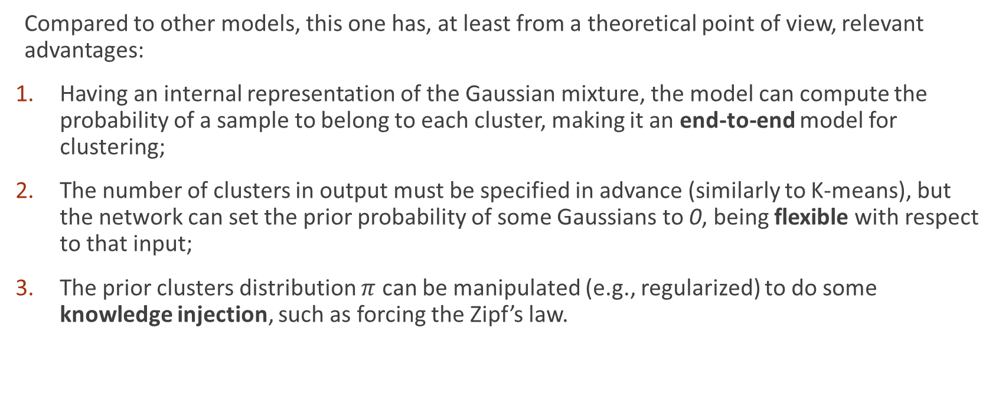 Compared to other models, this one has, at least from a theoretical point of view, relevant
advantages:
1. Having an internal representation of the Gaussian mixture, the model can compute the
probability of a sample to belong to each cluster, making it an end-to-end model for
clustering;
2. The number of clusters in output must be specified in advance (similarly to K-means), but
the network can set the prior probability of some Gaussians to 0, being flexible with respect
to that input;
3. The prior clusters distribution π can be manipulated (e.g., regularized) to do some
knowledge injection, such as forcing the Zipf’s law.